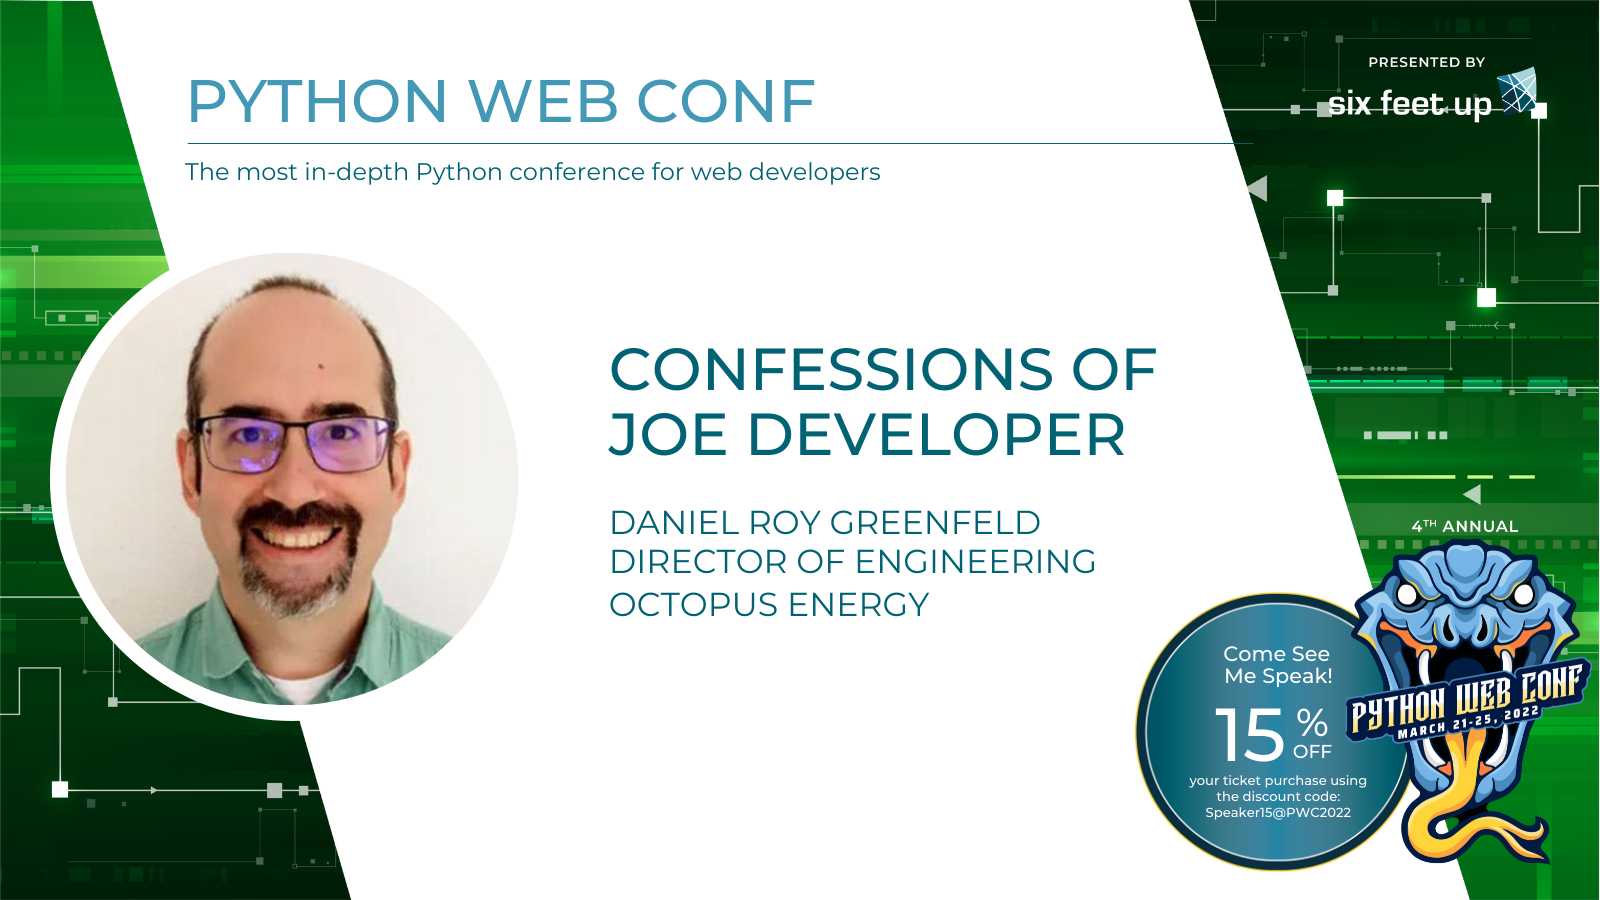 PYTHON WEB CONF
The most in-depth Python conference for web developers
PRESENTED BY
six feet up
CONFESSIONS OF
JOE DEVELOPER
DANIEL ROY GREENFELD
DIRECTOR OF ENGINEERING
OCTOPUS ENERGY
4TH ANNUAL
PYTHON WEB CONF
MARCH 21-25, 2022
Come See
Me Speak!
15% OFF
your ticket purchase using
the discount code:
Speaker15@PWC2022